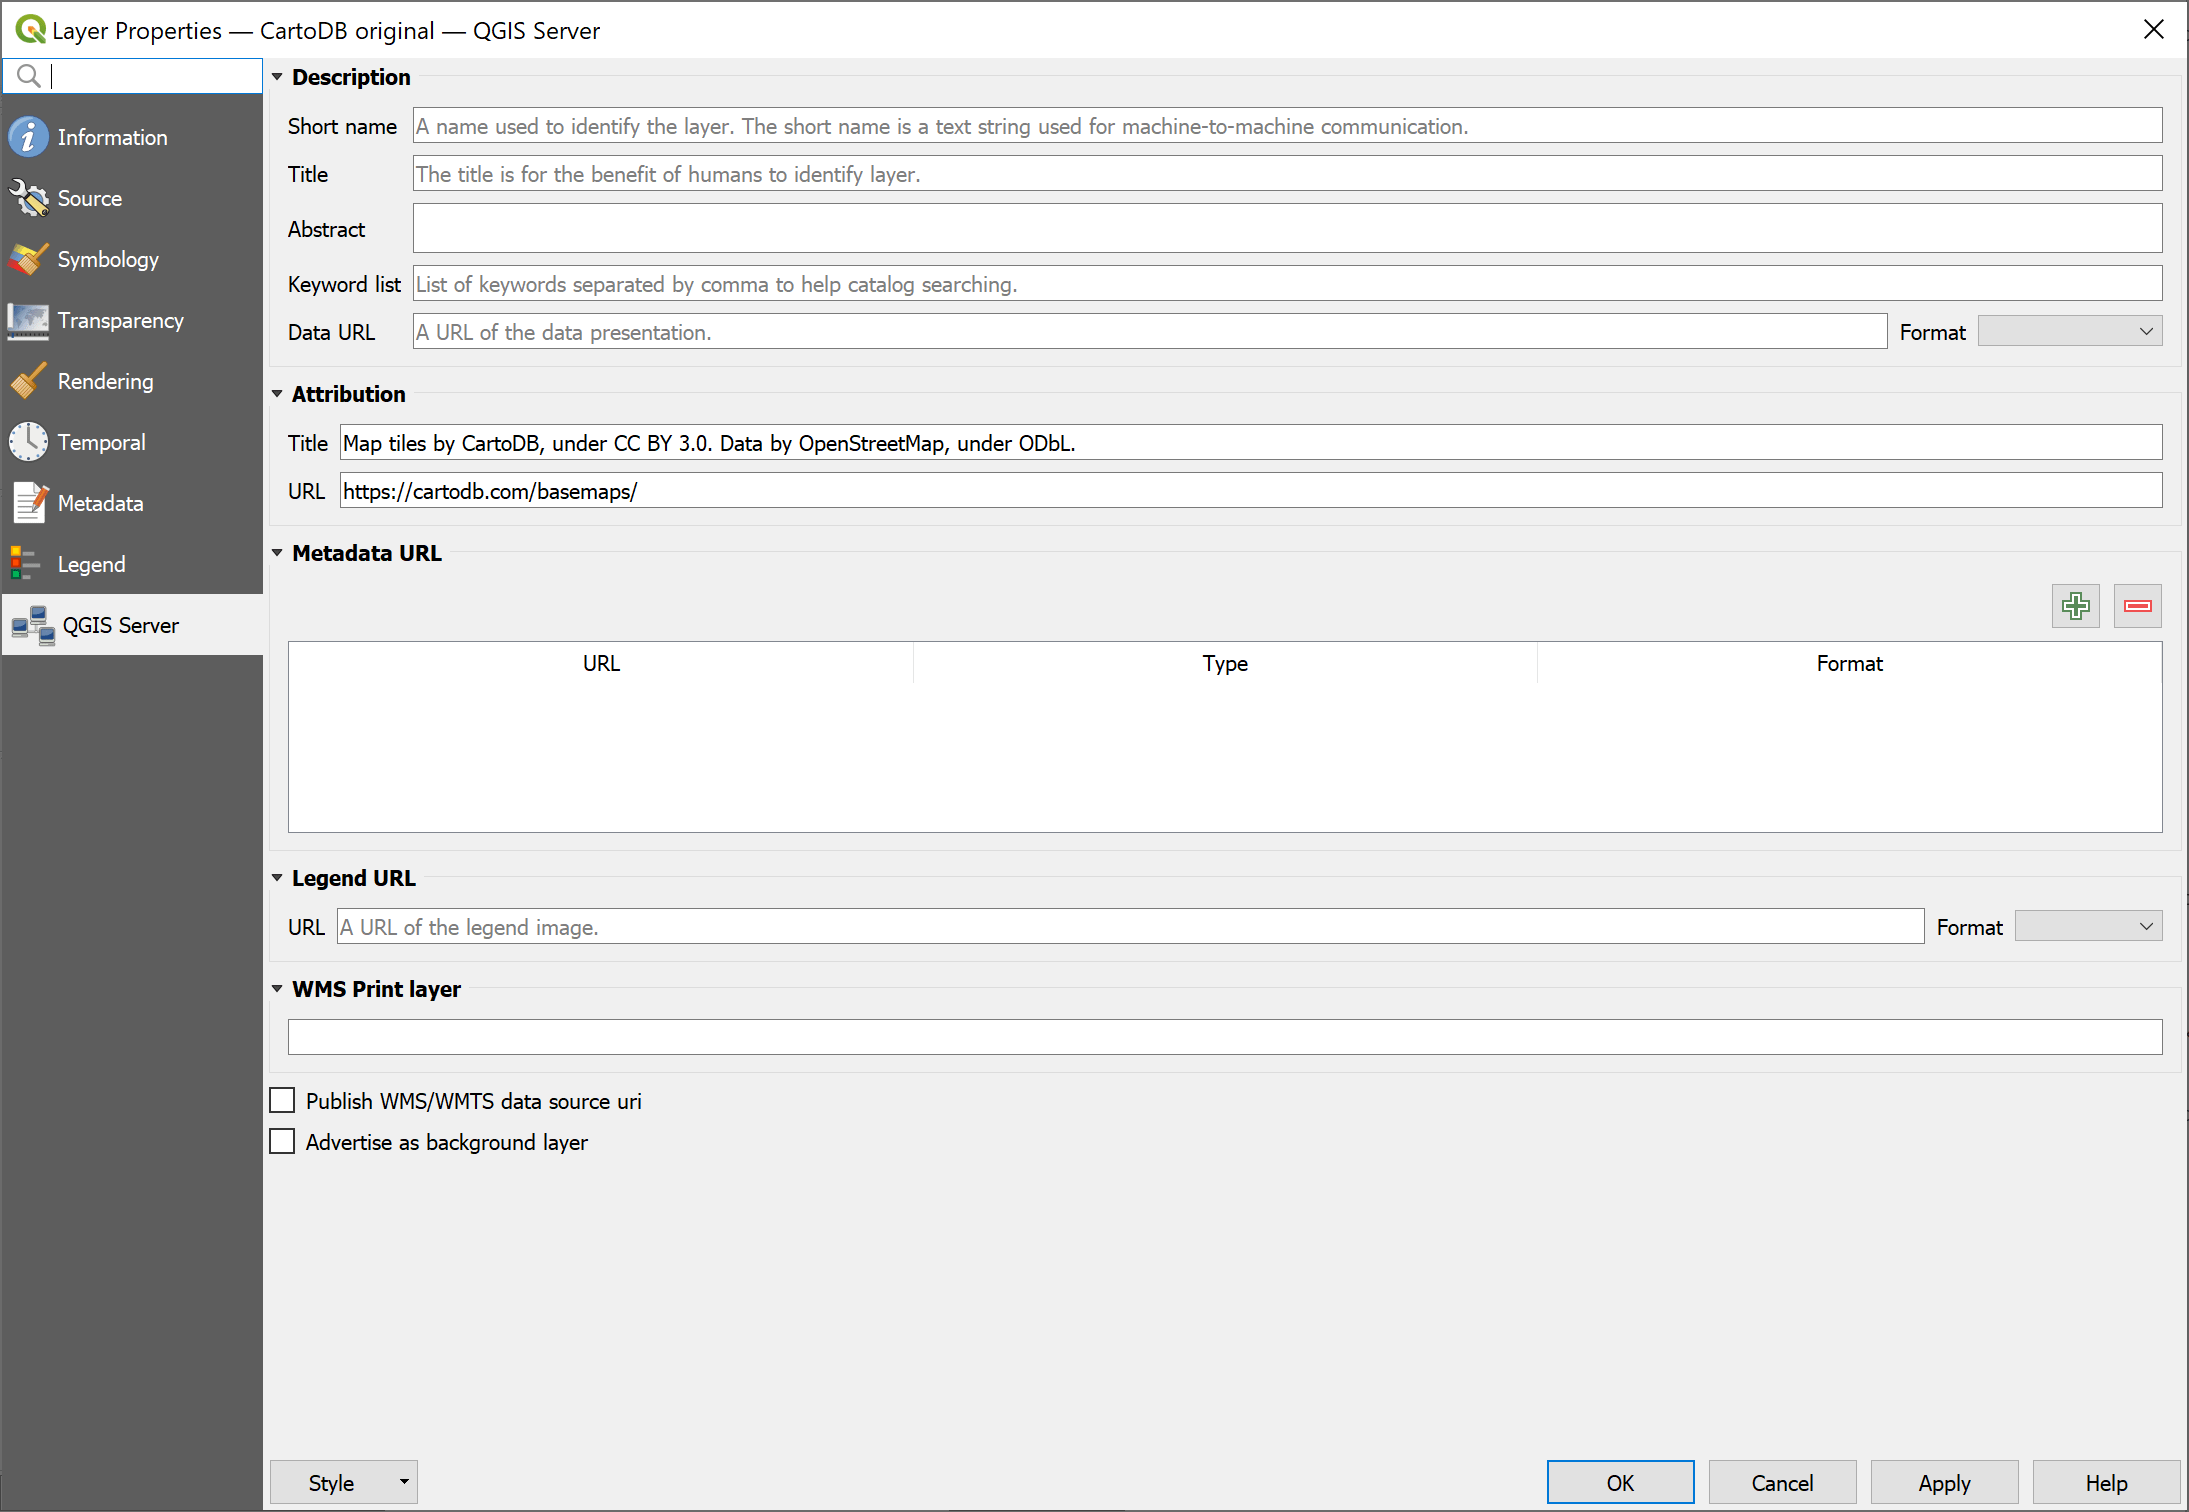 Layer Properties — CartoDB original — QGIS Server
Information
Source
Symbology
Transparency
Rendering
Temporal
Metadata
Legend
QGIS Server
Description
Short name A name used to identify the layer. The short name is a text string used for machine-to-machine communication.
Title The title is for the benefit of humans to identify layer.
Abstract
Keyword list List of keywords separated by comma to help catalog searching.
Data URL A URL of the data presentation. Format
Attribution
Title Map tiles by CartoDB, under CC BY 3.0. Data by OpenStreetMap, under ODbL.
URL https://cartodb.com/basemaps/
Metadata URL
URL Type Format
Legend URL
URL A URL of the legend image. Format
WMS Print layer
Publish WMS/WMTS data source uri
Advertise as background layer
Style OK Cancel Apply Help